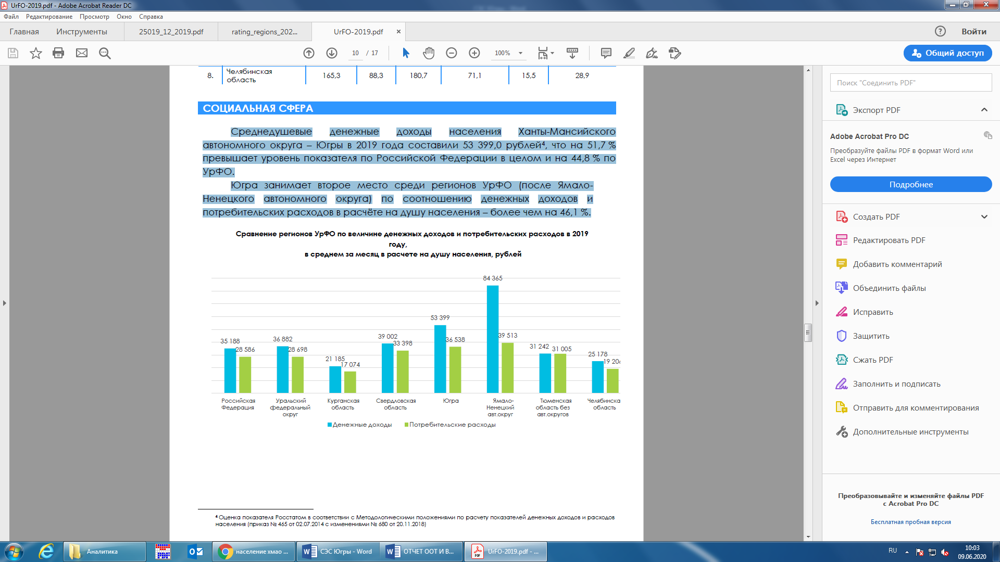 UrFO-2019.pdf - Adobe Acrobat Reader DC
Файл Редактирование Просмотр Окно Справка
Главная Инструменты 25019_12_2019.pdf rating_regions_202... UrFO-2019.pdf × Войти
10 / 17 100% Общий доступ
8. Челябинская область 165,3 88,3 180,7 71,1 15,5 28,9
СОЦИАЛЬНАЯ СФЕРА
Среднедушевые денежные доходы населения Ханты-Мансийского
автономного округа – Югры в 2019 года составили 53 399,0 рублей⁴, что на 51,7 %
превышает уровень показателя по Российской Федерации в целом и на 44,8 % по
УрФО.
Югра занимает второе место среди регионов УрФО (после Ямало-
Ненецкого автономного округа) по соотношению денежных доходов и
потребительских расходов в расчёте на душу населения – более чем на 46,1 %.
Сравнение регионов УрФО по величине денежных доходов и потребительских расходов в 2019
году,
в среднем за месяц в расчете на душу населения, рублей
35 188 28 586 36 882 28 698 21 185 17 074 39 002 33 398 53 399 36 538 84 365 39 513 31 242 31 005 25 178 19 206
Российская Федерация
Уральский федеральный округ
Курганская область
Свердловская область
Югра
Ямало-Ненецкий авт.округ
Тюменская область без авт.округов
Челябинска область
Денежные доходы Потребительские расходы
⁴ Оценка показателя Росстатом в соответствии с Методологическими положениями по расчету показателей денежных доходов и расходов
населения (приказ № 465 от 02.07.2014 с изменениями № 680 от 20.11.2018)
Поиск "Соединить PDF"
Экспорт PDF
Adobe Acrobat Pro DC
Преобразуйте файлы PDF в формат Word или
Excel через Интернет
Подробнее
Создать PDF
Редактировать PDF
Добавить комментарий
Объединить файлы
Исправить
Защитить
Сжать PDF
Заполнить и подписать
Отправить для комментирования
Дополнительные инструменты
Преобразовывайте и изменяйте файлы PDF
с Acrobat Pro DC
Бесплатная пробная версия
Аналитика население хмао ... СЭС Югры - Word ОТЧЕТ ООТ И В... UrFO-2019.pdf - ... RU 10:03
09.06.2020